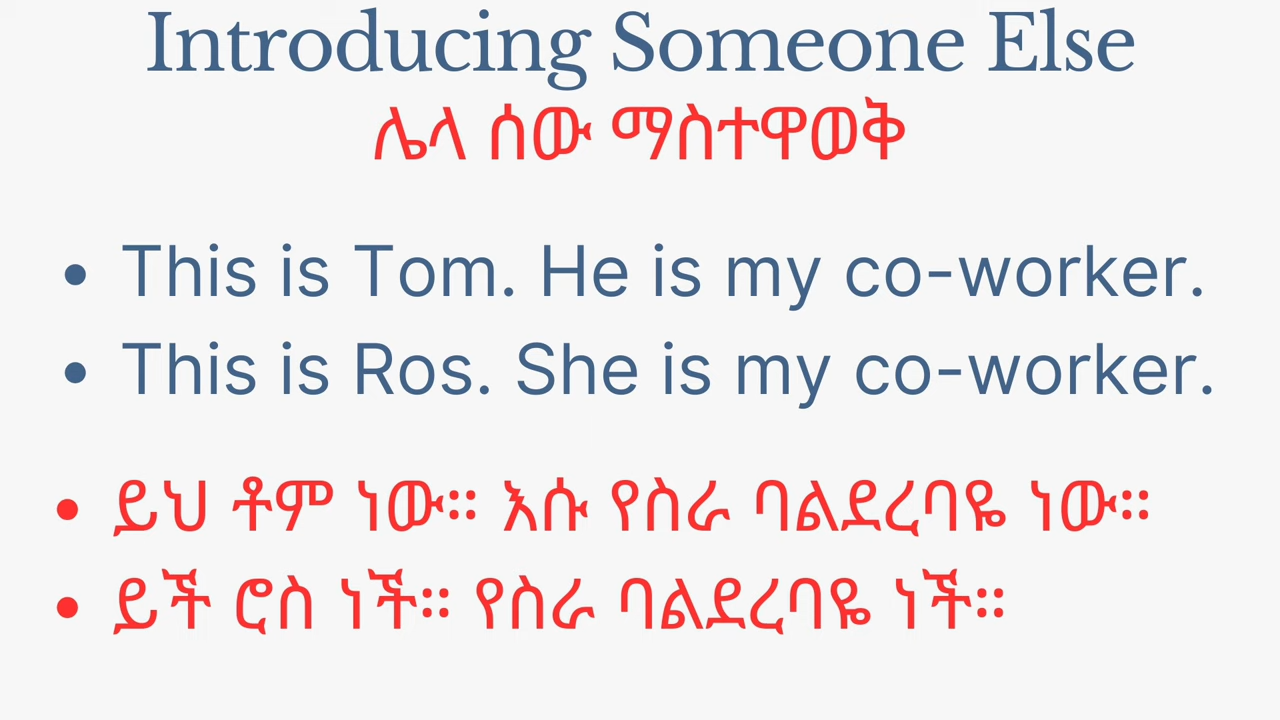 Introducing Someone Else
ሌላ ሰው ማስተዋወቅ
• This is Tom. He is my co-worker.
• This is Ros. She is my co-worker.
• ይህ ቶም ነው። እሱ የስራ ባልደረባዬ ነው።
• ይች ሮስ ነች። የስራ ባልደረባዬ ነች።